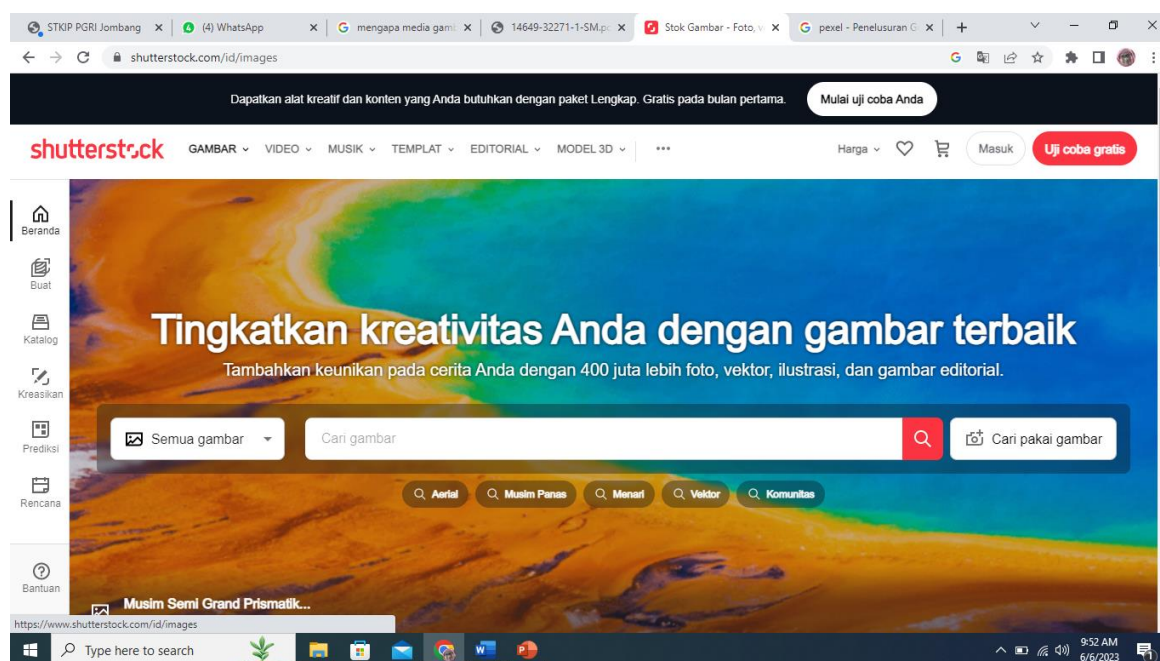 STKIP PGRI Jombang
(4) WhatsApp
mengapa media gam
14649-32271-1-SM.p
Stok Gambar - Foto, v
pexel - Penelusuran G
shutterstock.com/id/images
Dapatkan alat kreatif dan konten yang Anda butuhkan dengan paket Lengkap. Gratis pada bulan pertama.
Mulai uji coba Anda
shutterstock
GAMBAR
VIDEO
MUSIK
TEMPLAT
EDITORIAL
MODEL 3D
Harga
Masuk
Uji coba gratis
Beranda
Buat
Katalog
Kreasikan
Prediksi
Rencana
Bantuan
Tingkatkan kreativitas Anda dengan gambar terbaik
Tambahkan keunikan pada cerita Anda dengan 400 juta lebih foto, vektor, ilustrasi, dan gambar editorial.
Semua gambar
Cari gambar
Cari pakai gambar
Aerial
Musim Panas
Menari
Vektor
Komunitas
Musim Semi Grand Prismatik...
https://www.shutterstock.com/id/images
Type here to search
9:52 AM
6/6/2023